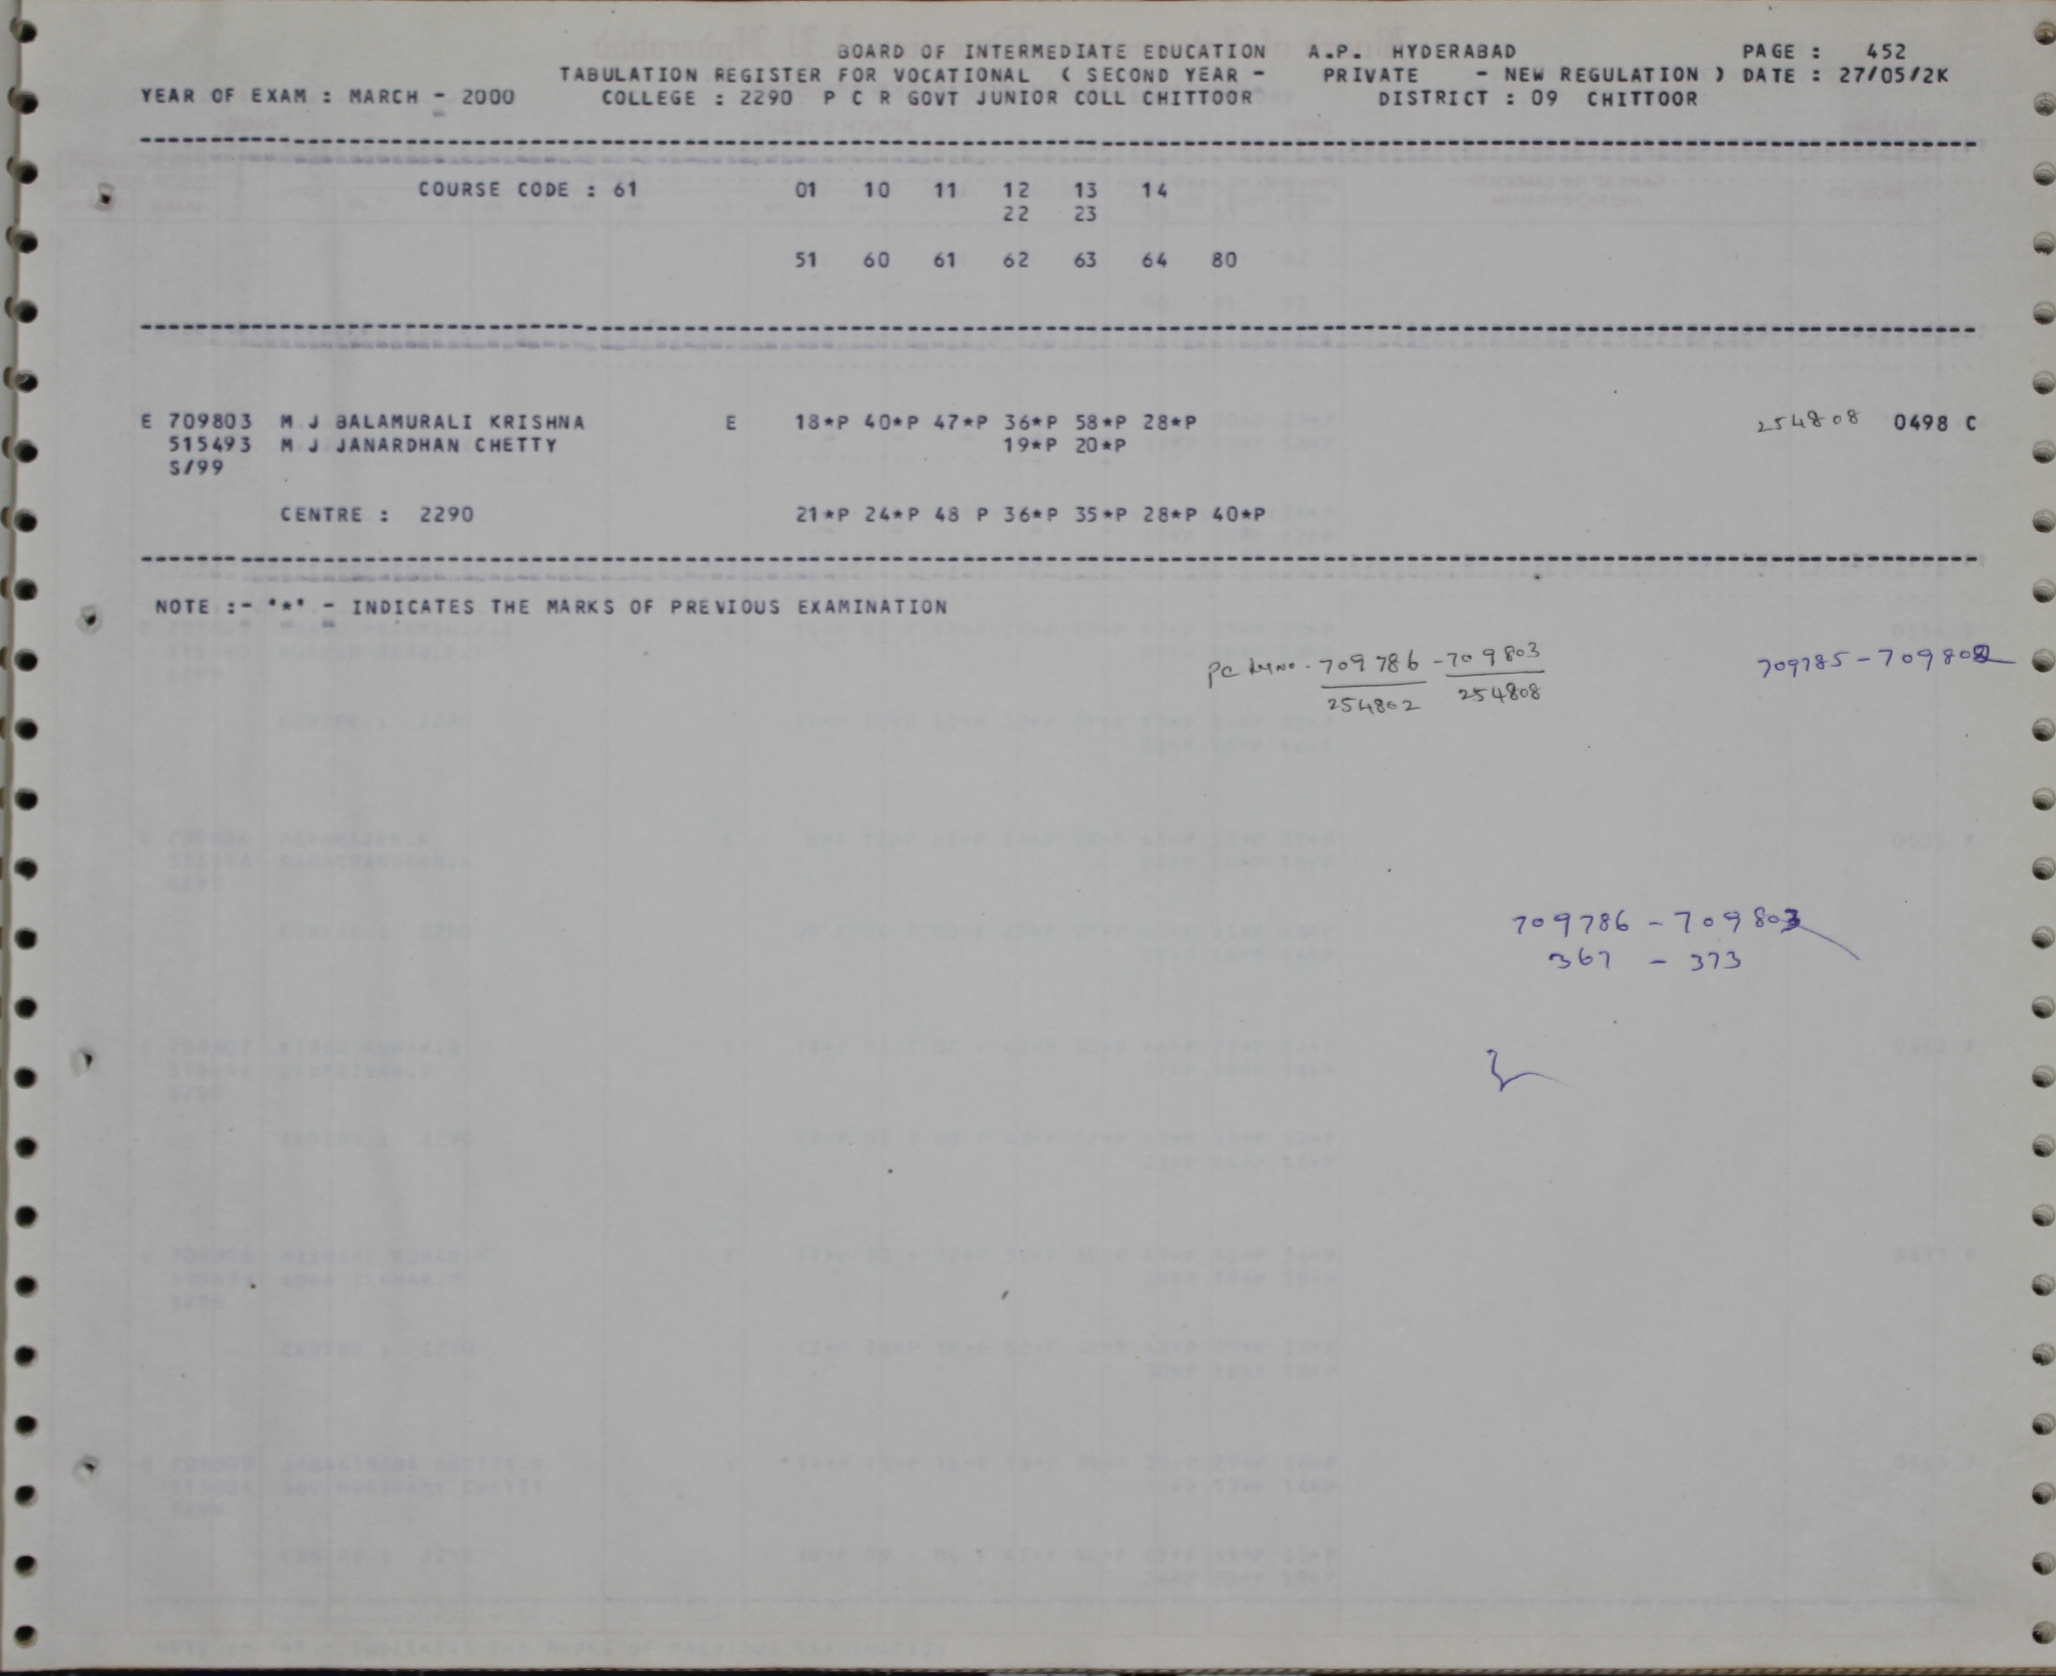 BOARD OF INTERMEDIATE EDUCATION A.P. HYDERABAD PAGE : 452
TABULATION REGISTER FOR VOCATIONAL ( SECOND YEAR - PRIVATE - NEW REGULATION ) DATE : 27/05/2K
YEAR OF EXAM : MARCH - 2000 COLLEGE : 2290 P C R GOVT JUNIOR COLL CHITTOOR DISTRICT : 09 CHITTOOR
COURSE CODE : 61 01 10 11 12 13 14
22 23
51 60 61 62 63 64 80
E 709803 M J BALAMURALI KRISHNA E 18*P 40*P 47*P 36*P 58*P 28*P 254808 0498 C
515493 M J JANARDHAN CHETTY 19*P 20*P
S/99
CENTRE : 2290 21*P 24*P 48 P 36*P 35*P 28*P 40*P
NOTE :- '*' - INDICATES THE MARKS OF PREVIOUS EXAMINATION
709786 - 709803 709785 - 709802
254802 254808
709786 - 709803
367 - 373